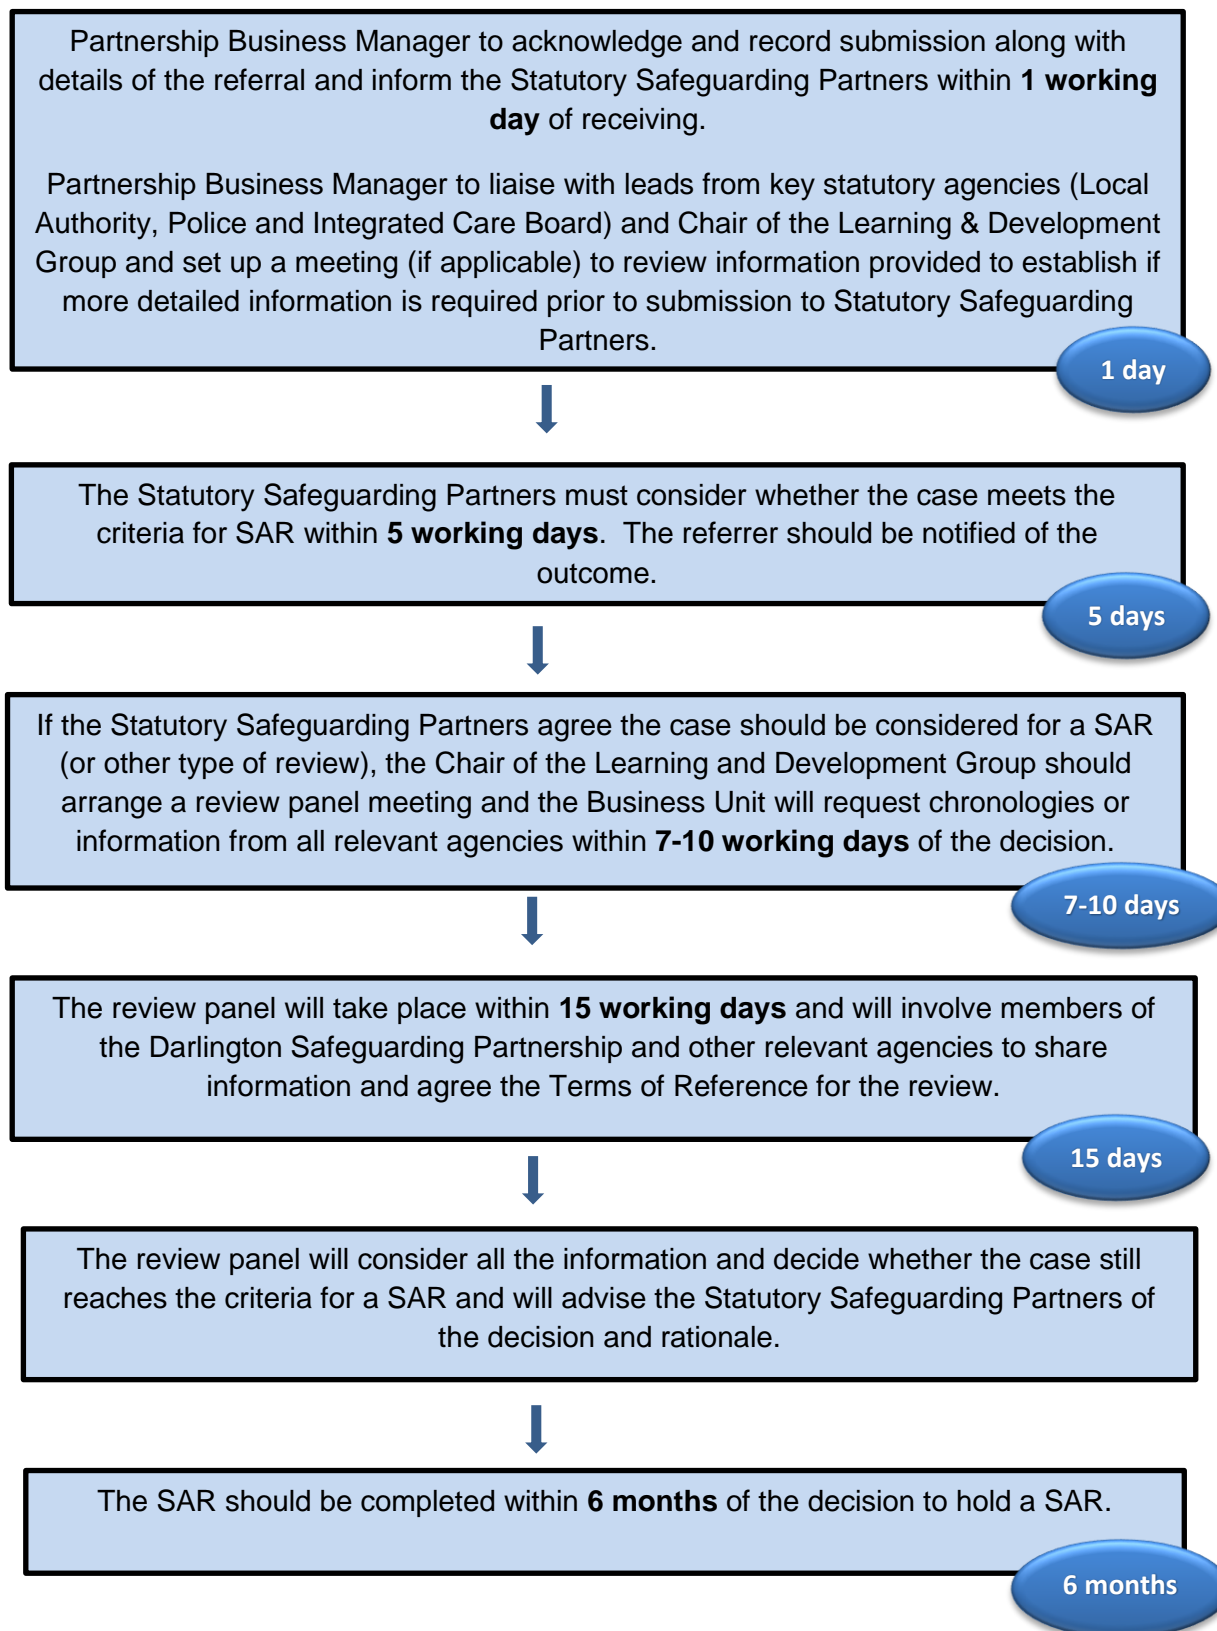 Partnership Business Manager to acknowledge and record submission along with
details of the referral and inform the Statutory Safeguarding Partners within 1 working
day of receiving.
Partnership Business Manager to liaise with leads from key statutory agencies (Local
Authority, Police and Integrated Care Board) and Chair of the Learning & Development
Group and set up a meeting (if applicable) to review information provided to establish if
more detailed information is required prior to submission to Statutory Safeguarding
Partners.
1 day
The Statutory Safeguarding Partners must consider whether the case meets the
criteria for SAR within 5 working days. The referrer should be notified of the
outcome.
5 days
If the Statutory Safeguarding Partners agree the case should be considered for a SAR
(or other type of review), the Chair of the Learning and Development Group should
arrange a review panel meeting and the Business Unit will request chronologies or
information from all relevant agencies within 7-10 working days of the decision.
7-10 days
The review panel will take place within 15 working days and will involve members of
the Darlington Safeguarding Partnership and other relevant agencies to share
information and agree the Terms of Reference for the review.
15 days
The review panel will consider all the information and decide whether the case still
reaches the criteria for a SAR and will advise the Statutory Safeguarding Partners of
the decision and rationale.
The SAR should be completed within 6 months of the decision to hold a SAR.
6 months